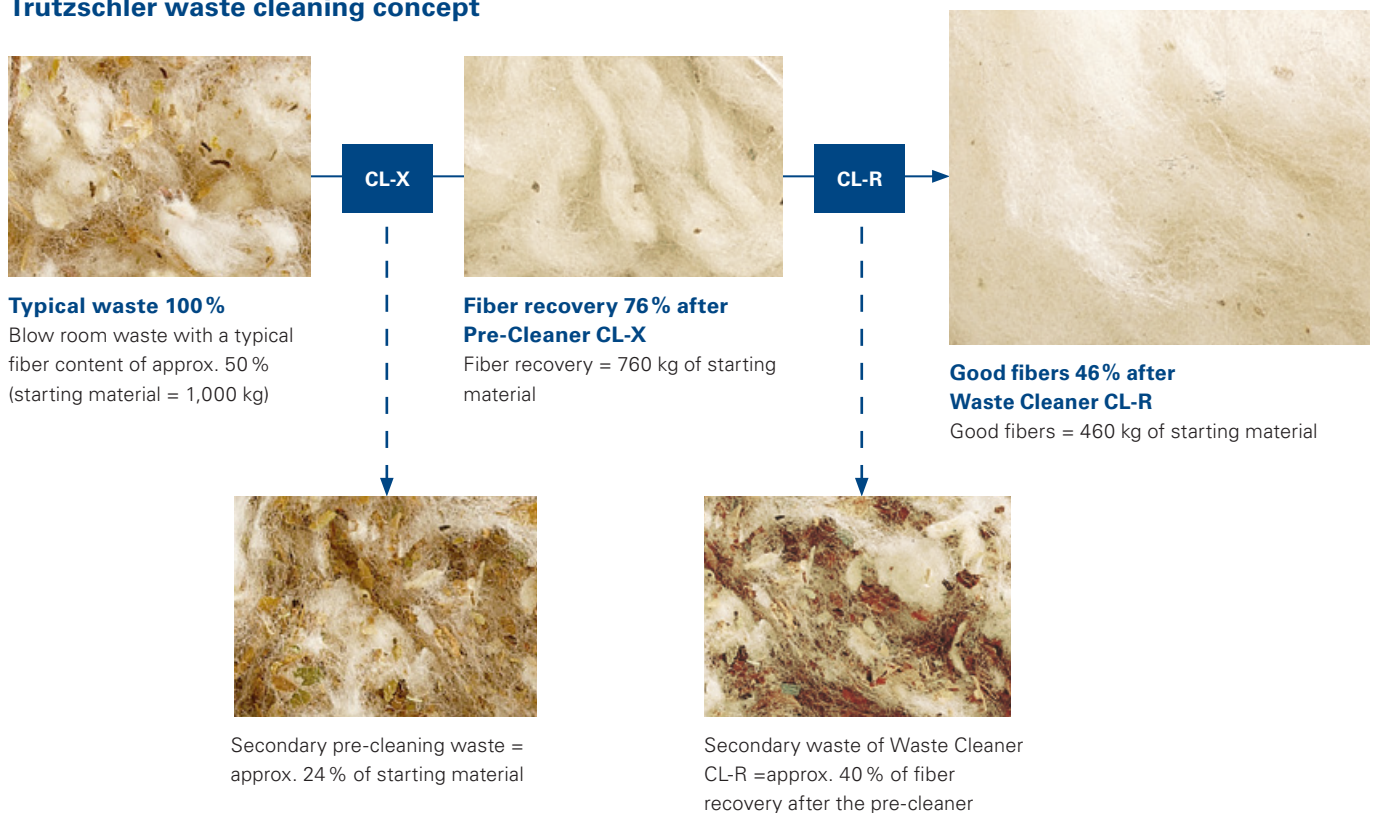 Trutzschler waste cleaning concept
CL-X
CL-R
Typical waste 100 %
Blow room waste with a typical
fiber content of approx. 50 %
(starting material = 1,000 kg)
Fiber recovery 76 % after
Pre-Cleaner CL-X
Fiber recovery = 760 kg of starting
material
Good fibers 46 % after
Waste Cleaner CL-R
Good fibers = 460 kg of starting material
Secondary pre-cleaning waste =
approx. 24 % of starting material
Secondary waste of Waste Cleaner
CL-R =approx. 40 % of fiber
recovery after the pre-cleaner